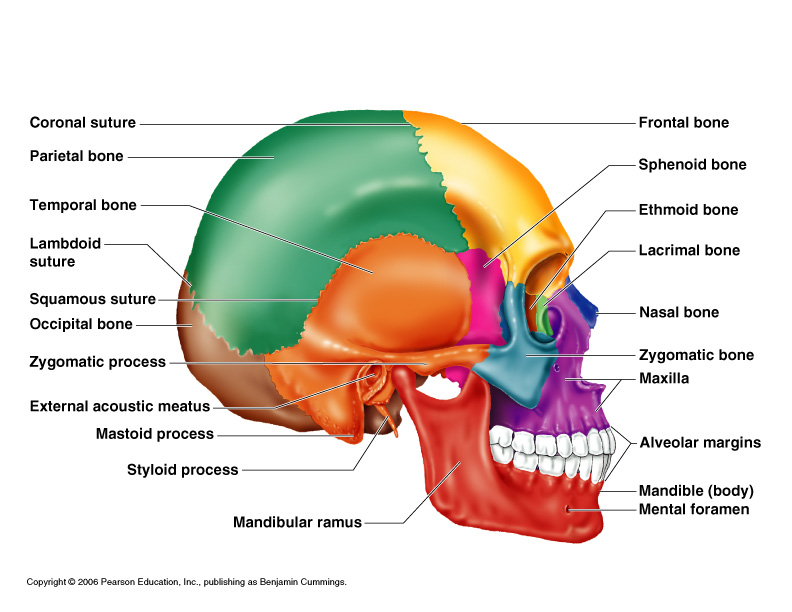 Coronal suture
Parietal bone
Temporal bone
Lambdoid
suture
Squamous suture
Occipital bone
Zygomatic process
External acoustic meatus
Mastoid process
Styloid process
Mandibular ramus
Frontal bone
Sphenoid bone
Ethmoid bone
Lacrimal bone
Nasal bone
Zygomatic bone
Maxilla
Alveolar margins
Mandible (body)
Mental foramen
Copyright © 2006 Pearson Education, Inc., publishing as Benjamin Cummings.